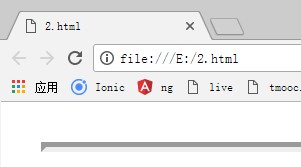 2.html
file:///E:/2.html
应用 Ionic ng live tmooc